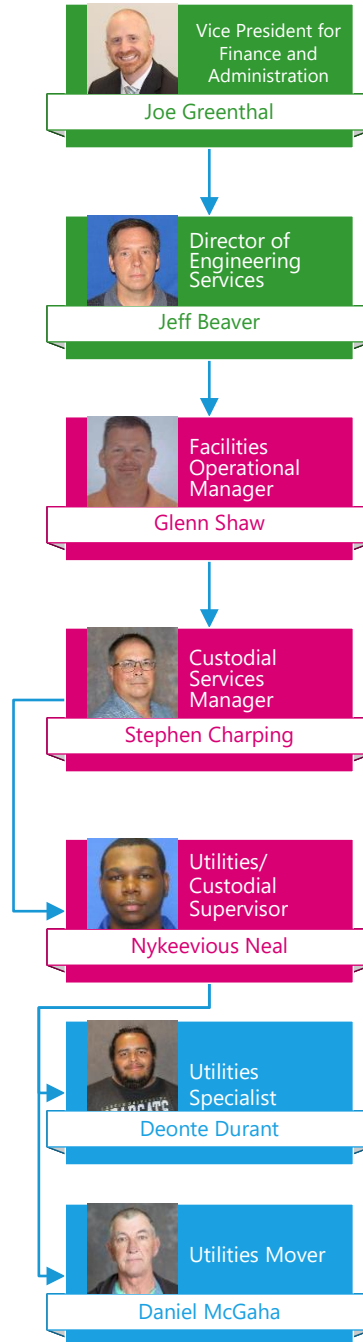 Vice President for
Finance and
Administration
Joe Greenthal
Director of
Engineering
Services
Jeff Beaver
Facilities
Operational
Manager
Glenn Shaw
Custodial
Services
Manager
Stephen Charping
Utilities/
Custodial
Supervisor
Nykeevious Neal
Utilities
Specialist
Deonte Durant
Utilities Mover
Daniel McGaha